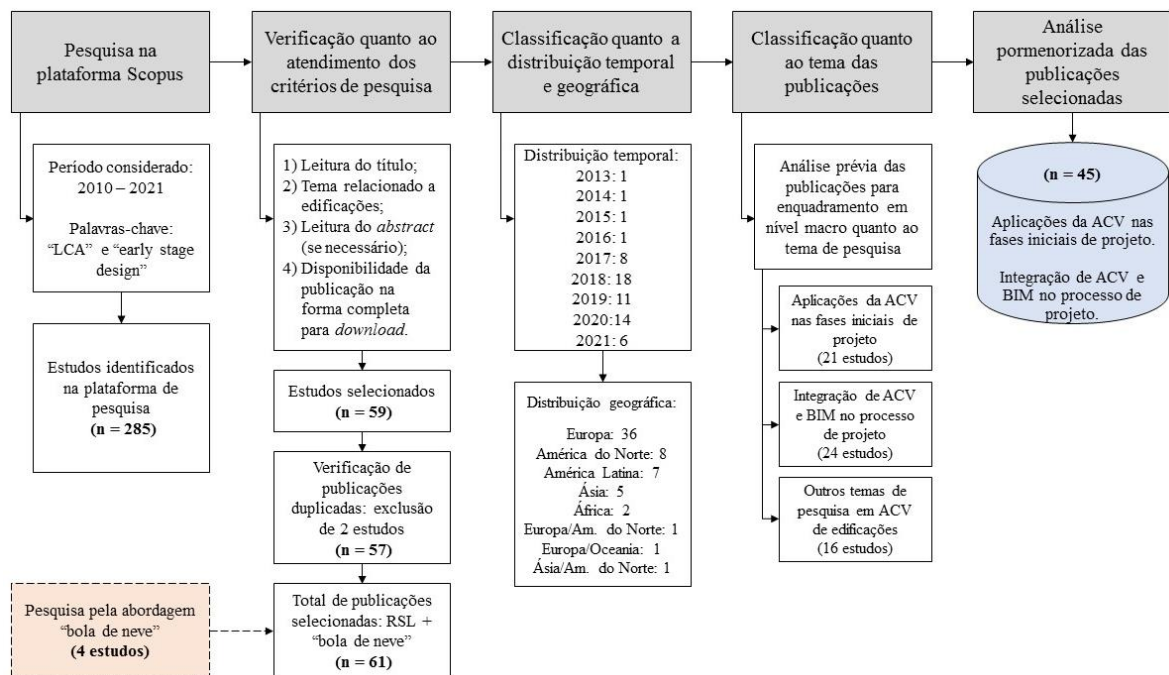 Pesquisa na
plataforma Scopus
Verificação quanto ao
atendimento dos
critérios de pesquisa
Classificação quanto a
distribuição temporal
e geográfica
Classificação quanto
ao tema das
publicações
Análise
pormenorizada das
publicações
selecionadas
Período considerado:
2010 – 2021
Palavras-chave:
“LCA” e “early stage
design”
Estudos identificados
na plataforma de
pesquisa
(n = 285)
1) Leitura do título;
2) Tema relacionado a
edificações;
3) Leitura do abstract
(se necessário);
4) Disponibilidade da
publicação na
forma completa
para download.
Estudos selecionados
(n = 59)
Verificação de
publicações
duplicadas: exclusão
de 2 estudos
(n = 57)
Pesquisa pela abordagem
“bola de neve”
(4 estudos)
Total de publicações
selecionadas: RSL +
“bola de neve”
(n = 61)
Distribuição temporal:
2013: 1
2014: 1
2015: 1
2016: 1
2017: 8
2018: 18
2019: 11
2020:14
2021: 6
Distribuição geográfica:
Europa: 36
América do Norte: 8
América Latina: 7
Ásia: 5
África: 2
Europa/Am. do Norte: 1
Europa/Oceania: 1
Ásia/Am. do Norte: 1
Análise prévia das
publicações para
enquadramento em
nível macro quanto ao
tema de pesquisa
Aplicações da ACV
nas fases iniciais de
projeto
(21 estudos)
Integração de ACV
e BIM no processo
de projeto
(24 estudos)
Outros temas de
pesquisa em ACV
de edificações
(16 estudos)
(n = 45)
Aplicações da ACV nas
fases iniciais de projeto.
Integração de ACV e
BIM no processo de
projeto.